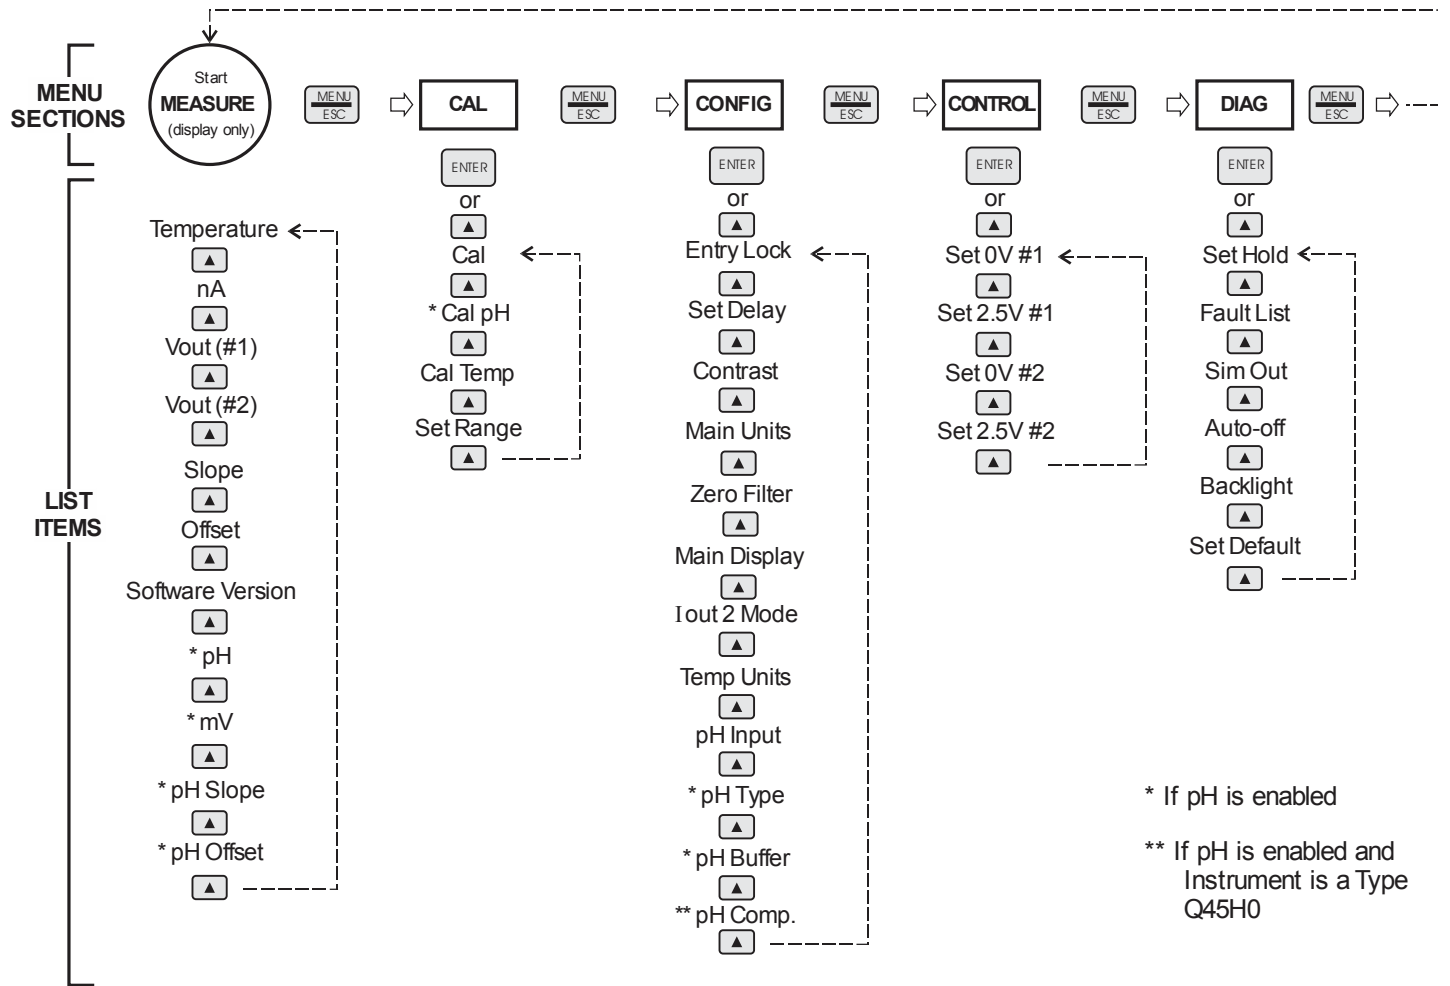 MENU
SECTIONS
Start
MEASURE
(display only)
MENU
ESC
CAL
MENU
ESC
CONFIG
MENU
ESC
CONTROL
MENU
ESC
DIAG
MENU
ESC
LIST
ITEMS
Temperature
nA
Vout (#1)
Vout (#2)
Slope
Offset
Software Version
* pH
* mV
* pH Slope
* pH Offset
ENTER
or
Cal
* Cal pH
Cal Temp
Set Range
ENTER
or
Entry Lock
Set Delay
Contrast
Main Units
Zero Filter
Main Display
Iout 2 Mode
Temp Units
pH Input
* pH Type
* pH Buffer
** pH Comp.
ENTER
or
Set 0V #1
Set 2.5V #1
Set 0V #2
Set 2.5V #2
ENTER
or
Set Hold
Fault List
Sim Out
Auto-off
Backlight
Set Default
* If pH is enabled
** If pH is enabled and
Instrument is a Type
Q45H0